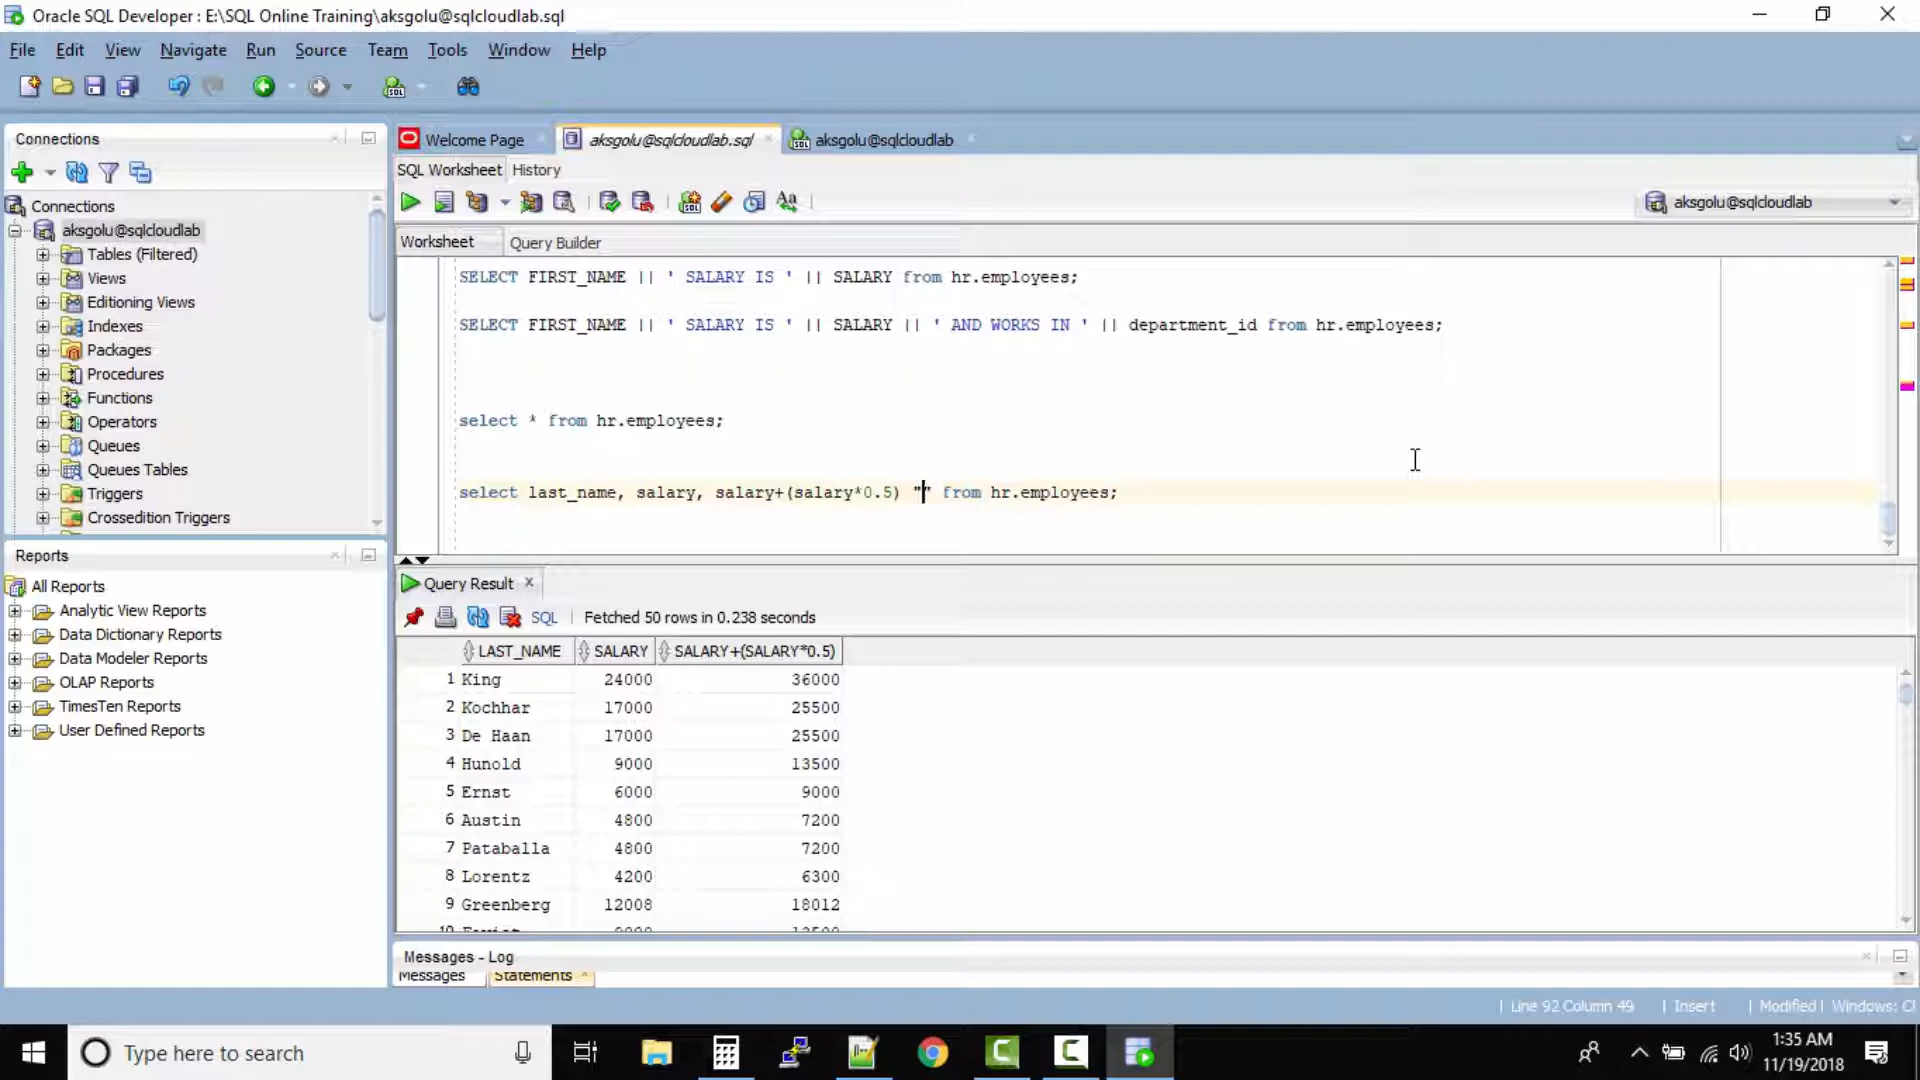 Oracle SQL Developer : E:\SQL Online Training\aksgolu@sqlcloudlab.sql
File Edit View Navigate Run Source Team Tools Window Help
Connections
Welcome Page
aksgolu@sqlcloudlab.sql
aksgolu@sqlcloudlab
SQL Worksheet History
aksgolu@sqlcloudlab
Worksheet Query Builder
Connections
aksgolu@sqlcloudlab
Tables (Filtered)
Views
Editioning Views
Indexes
Packages
Procedures
Functions
Operators
Queues
Queues Tables
Triggers
Crossedition Triggers
SELECT FIRST_NAME || ' SALARY IS ' || SALARY from hr.employees;
SELECT FIRST_NAME || ' SALARY IS ' || SALARY || ' AND WORKS IN ' || department_id from hr.employees;
select * from hr.employees;
select last_name, salary, salary+(salary*0.5) "" from hr.employees;
Reports
All Reports
Analytic View Reports
Data Dictionary Reports
Data Modeler Reports
OLAP Reports
TimesTen Reports
User Defined Reports
Query Result
SQL Fetched 50 rows in 0.238 seconds
LAST_NAME SALARY SALARY+(SALARY*0.5)
1 King 24000 36000
2 Kochhar 17000 25500
3 De Haan 17000 25500
4 Hunold 9000 13500
5 Ernst 6000 9000
6 Austin 4800 7200
7 Pataballa 4800 7200
8 Lorentz 4200 6300
9 Greenberg 12008 18012
Messages - Log
Messages Statements
Line 92 Column 49 Insert Modified Windows:
Type here to search
1:35 AM
11/19/2018